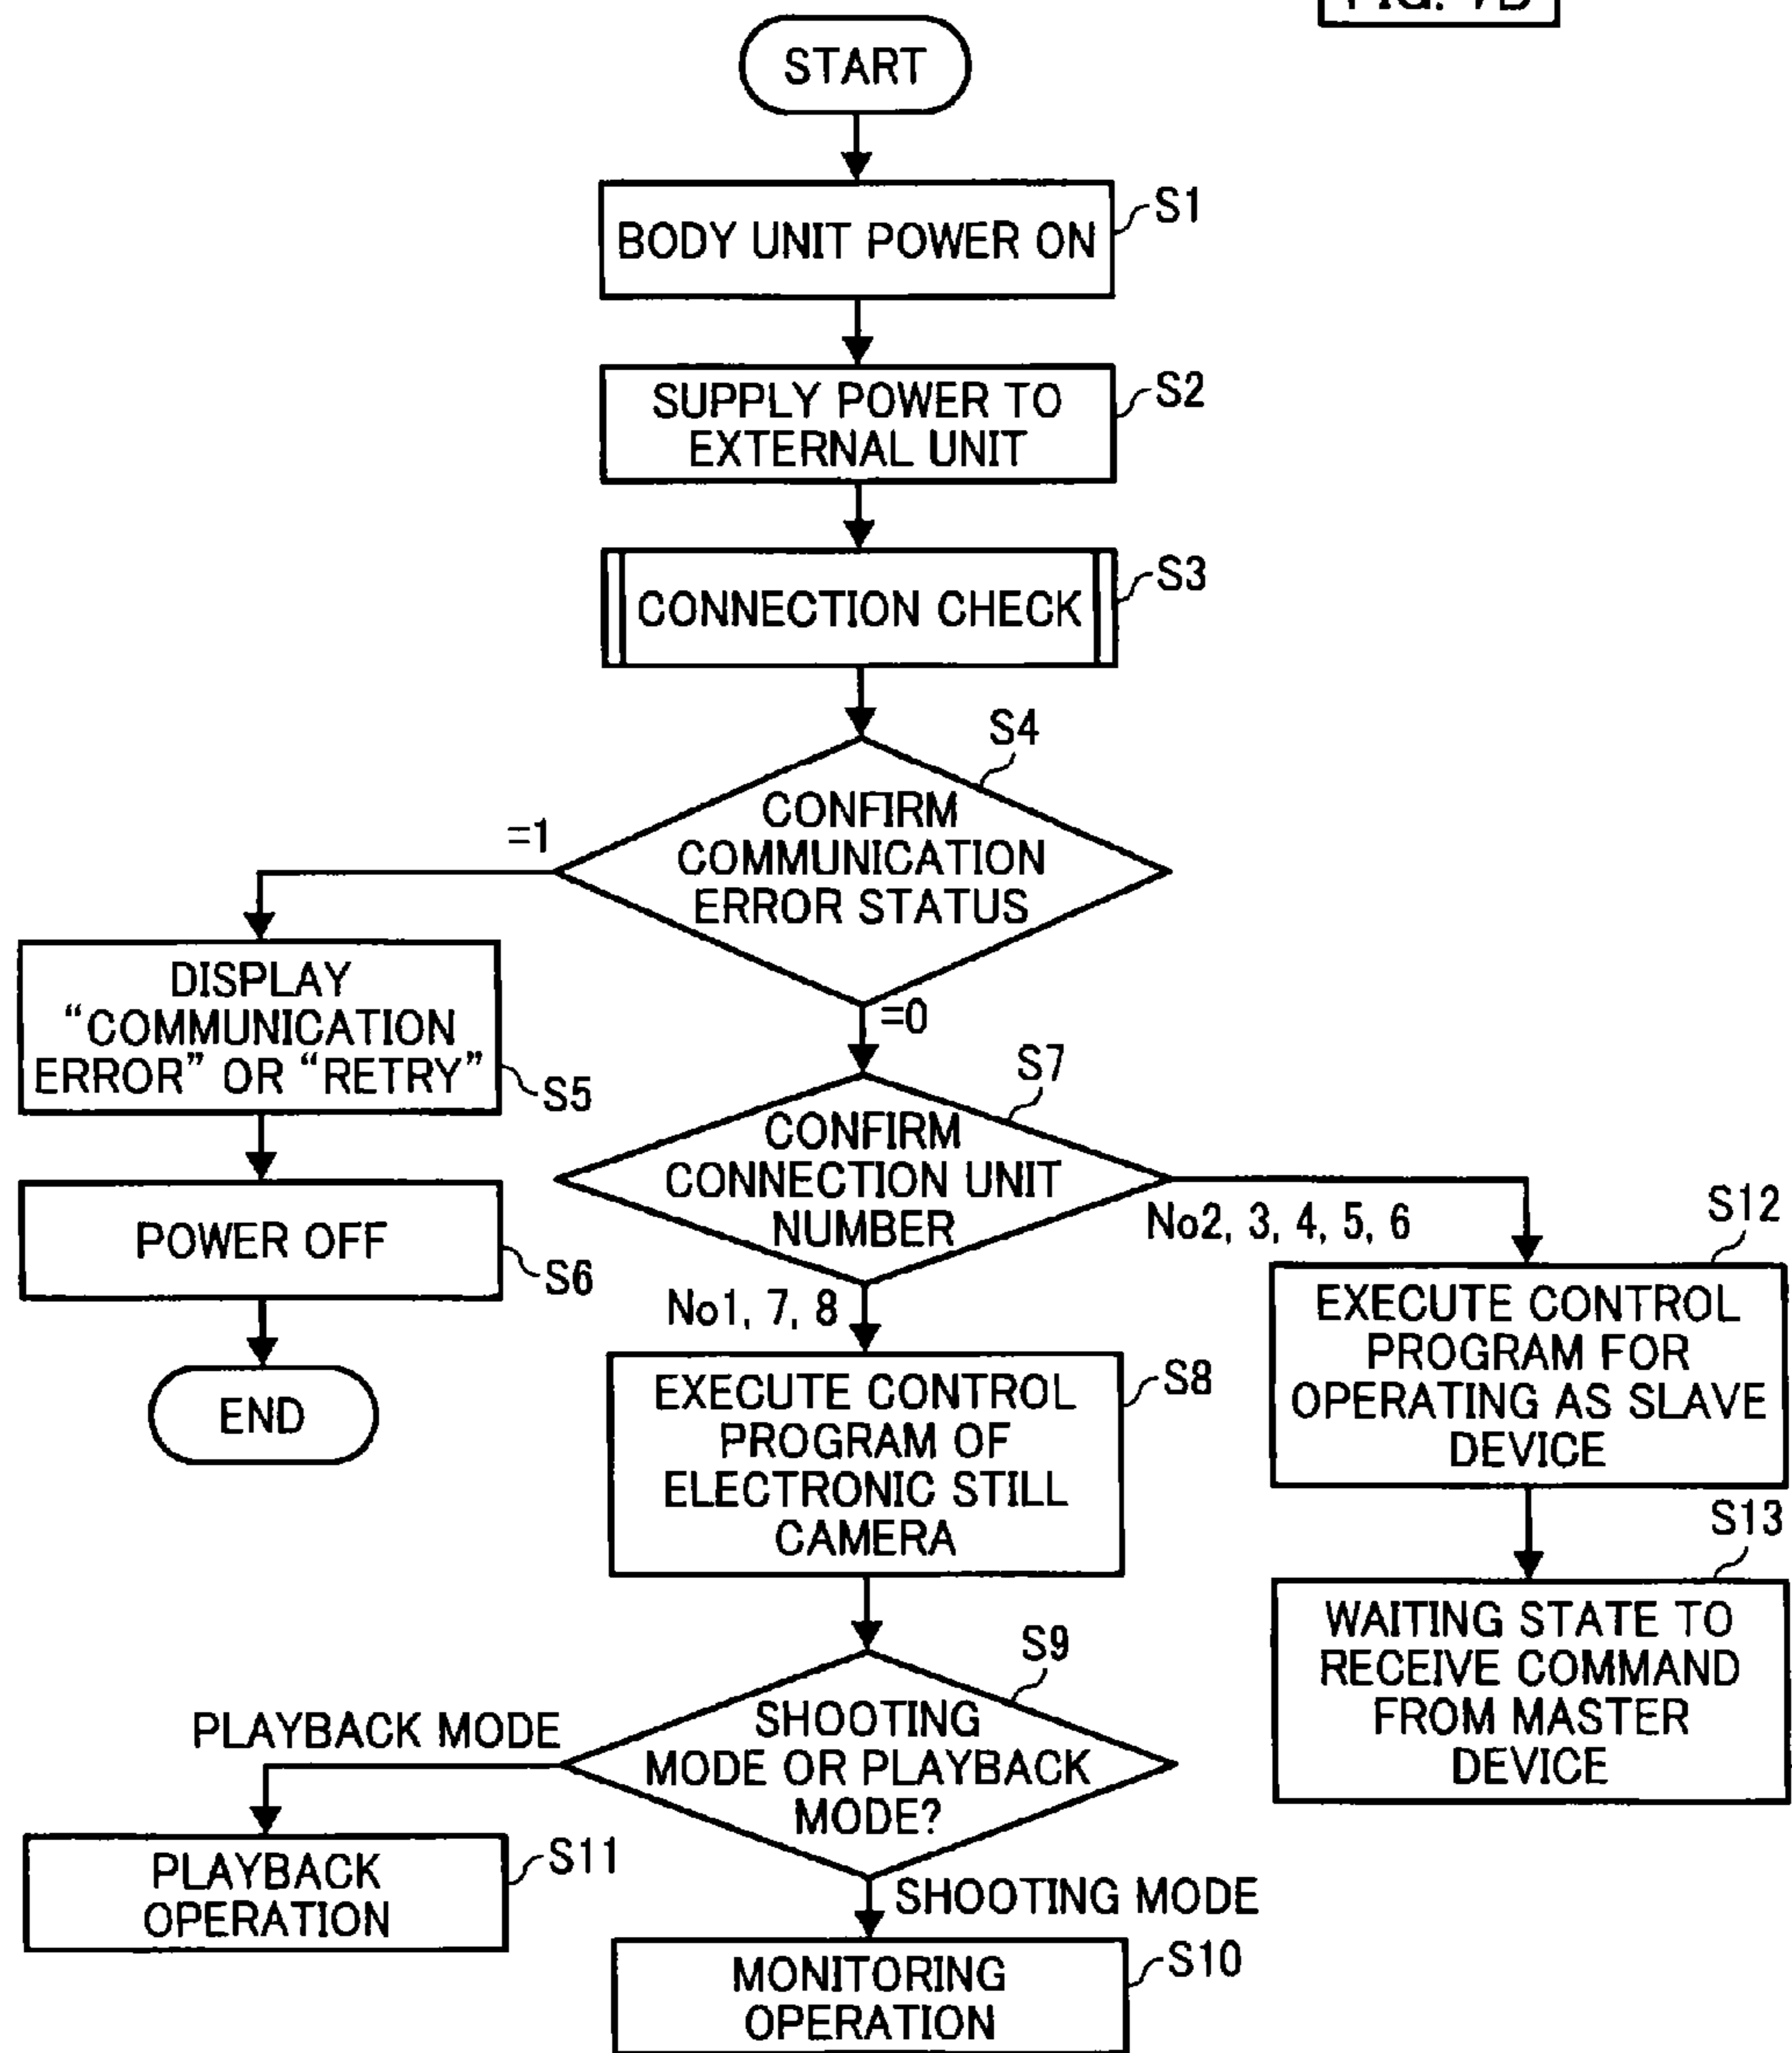 START
BODY UNIT POWER ON
S1
SUPPLY POWER TO
EXTERNAL UNIT
S2
CONNECTION CHECK
S3
S4
CONFIRM
COMMUNICATION
ERROR STATUS
=1
=0
DISPLAY
“COMMUNICATION
ERROR” OR “RETRY”
S5
POWER OFF
S6
END
S7
CONFIRM
CONNECTION UNIT
NUMBER
No2, 3, 4, 5, 6
No1, 7, 8
S12
EXECUTE CONTROL
PROGRAM FOR
OPERATING AS SLAVE
DEVICE
S13
WAITING STATE TO
RECEIVE COMMAND
FROM MASTER
DEVICE
EXECUTE CONTROL
PROGRAM OF
ELECTRONIC STILL
CAMERA
S8
S9
SHOOTING
MODE OR PLAYBACK
MODE?
PLAYBACK MODE
PLAYBACK
OPERATION
S11
SHOOTING MODE
MONITORING
OPERATION
S10